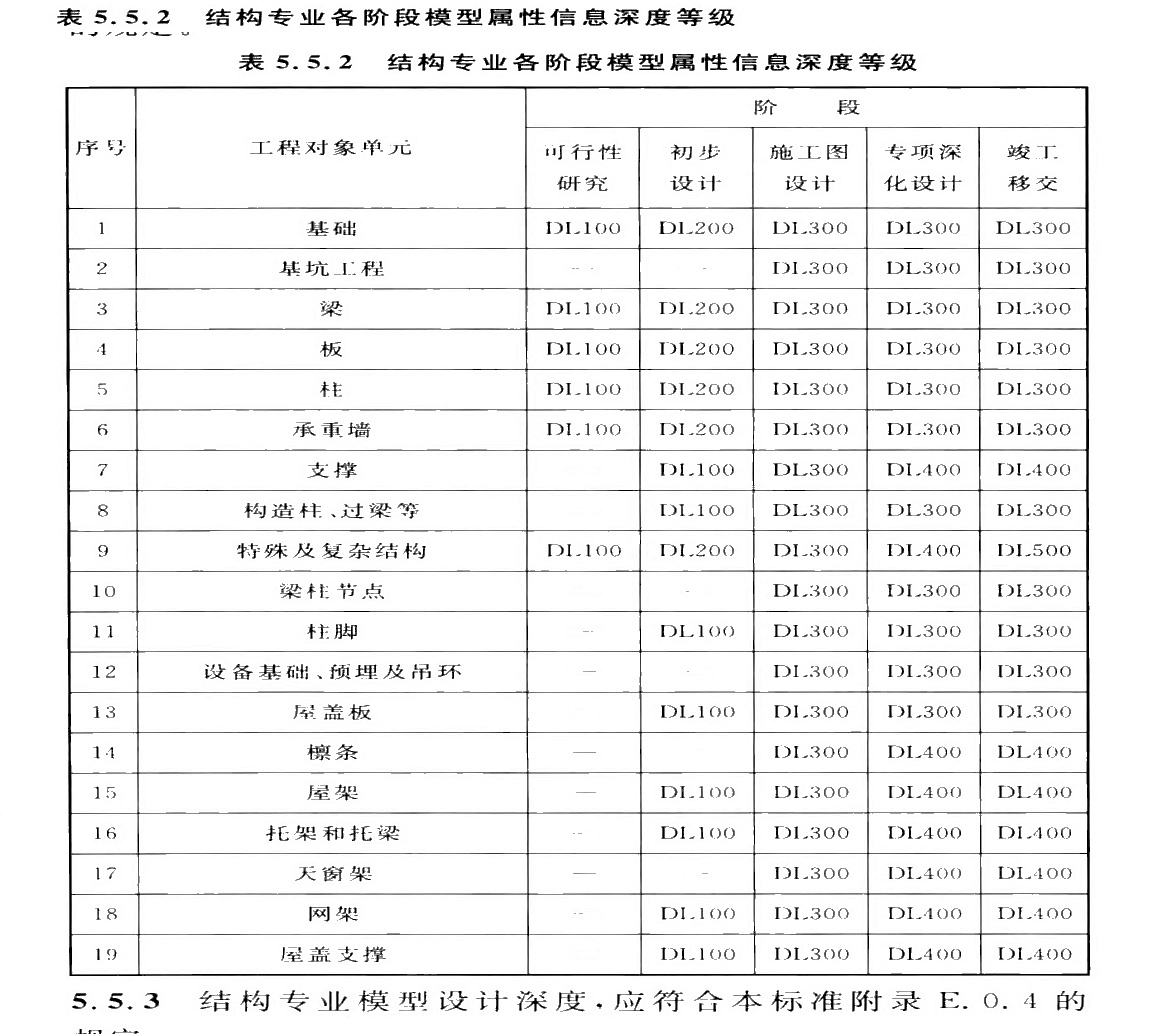 表 5.5.2 结构专业各阶段模型属性信息深度等级
表 5.5.2 结构专业各阶段模型属性信息深度等级
序号 工程对象单元 阶段
可行性研究 初步设计 施工图设计 专项深化设计 竣工移交
1 基础 DL100 DL200 DL300 DL300 DL300
2 基坑工程 — — DL300 DL300 DL300
3 梁 DL100 DL200 DL300 DL300 DL300
4 板 DL100 DL200 DL300 DL300 DL300
5 柱 DL100 DL200 DL300 DL300 DL300
6 承重墙 DL100 DL200 DL300 DL300 DL300
7 支撑 DL100 DL300 DL400 DL400
8 构造柱、过梁等 DL100 DL300 DL300 DL300
9 特殊及复杂结构 DL100 DL200 DL300 DL400 DL500
10 梁柱节点 — DL300 DL300 DL300
11 柱脚 — DL100 DL300 DL300 DL300
12 设备基础、预埋及吊环 — — DL300 DL300 DL300
13 屋盖板 DL100 DL300 DL300 DL300
14 檩条 — DL300 DL400 DL400
15 屋架 — DL100 DL300 DL400 DL400
16 托架和托梁 — DL100 DL300 DL400 DL400
17 天窗架 — — DL300 DL400 DL400
18 网架 — DL100 DL300 DL400 DL400
19 屋盖支撑 DL100 DL300 DL400 DL400
5.5.3 结构专业模型设计深度,应符合本标准附录 E.0.4 的